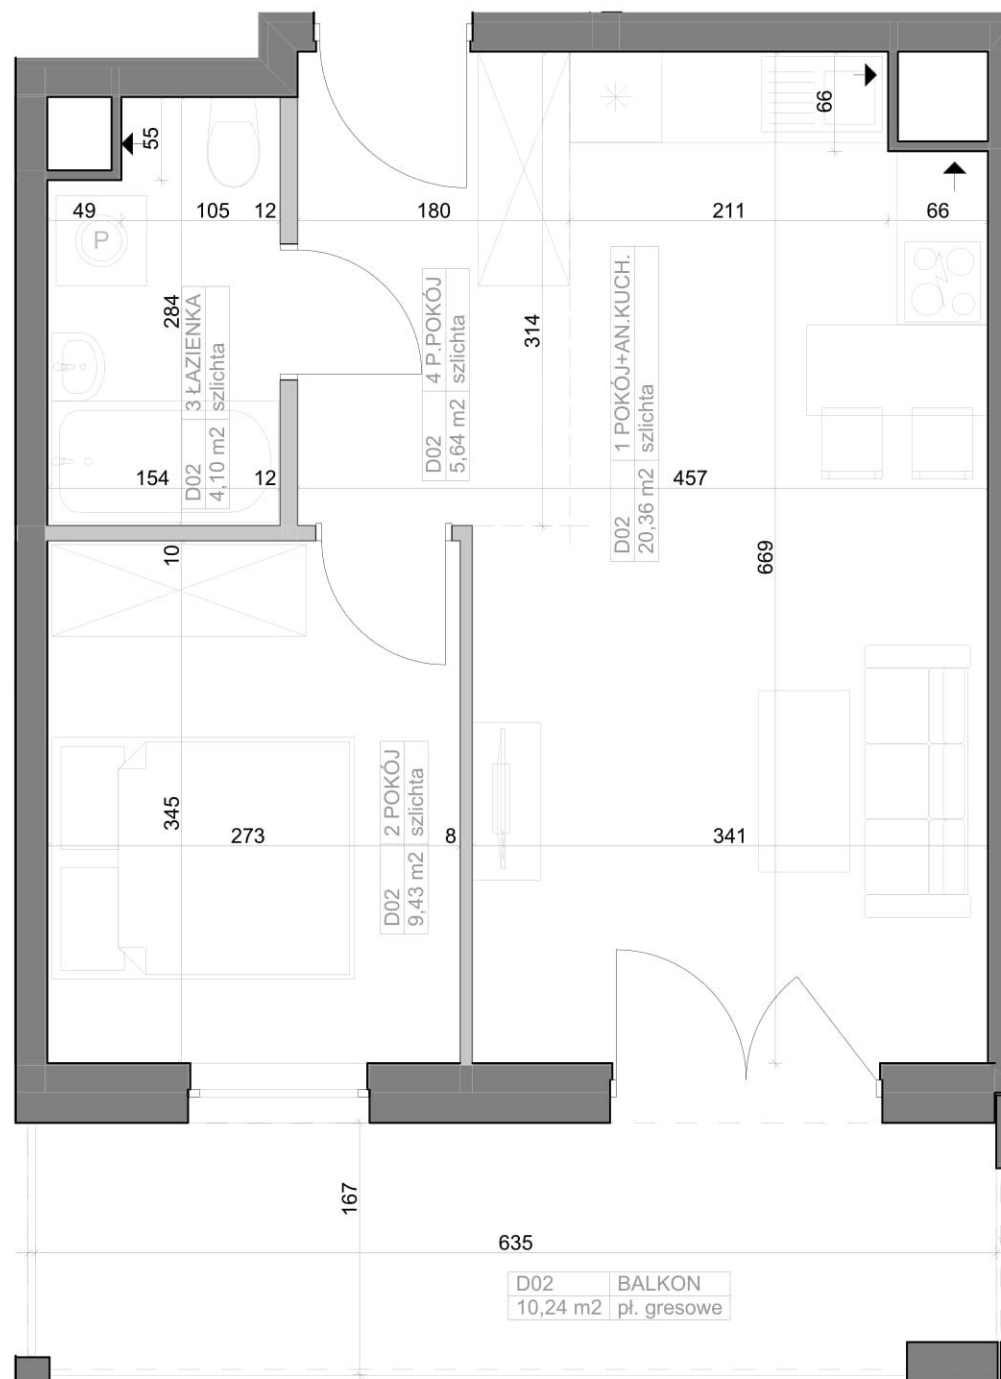 55
66
49
105
12
180
211
66
P
284
D02 3 ŁAZIENKA
4,10 m2 szlichta
D02 4 P.POKÓJ
5,64 m2 szlichta
314
D02 1 POKÓJ+AN.KUCH.
20,36 m2 szlichta
154
12
457
10
669
345
273
D02 2 POKÓJ
9,43 m2 szlichta
8
341
167
635
D02 BALKON
10,24 m2 pł. gresowe